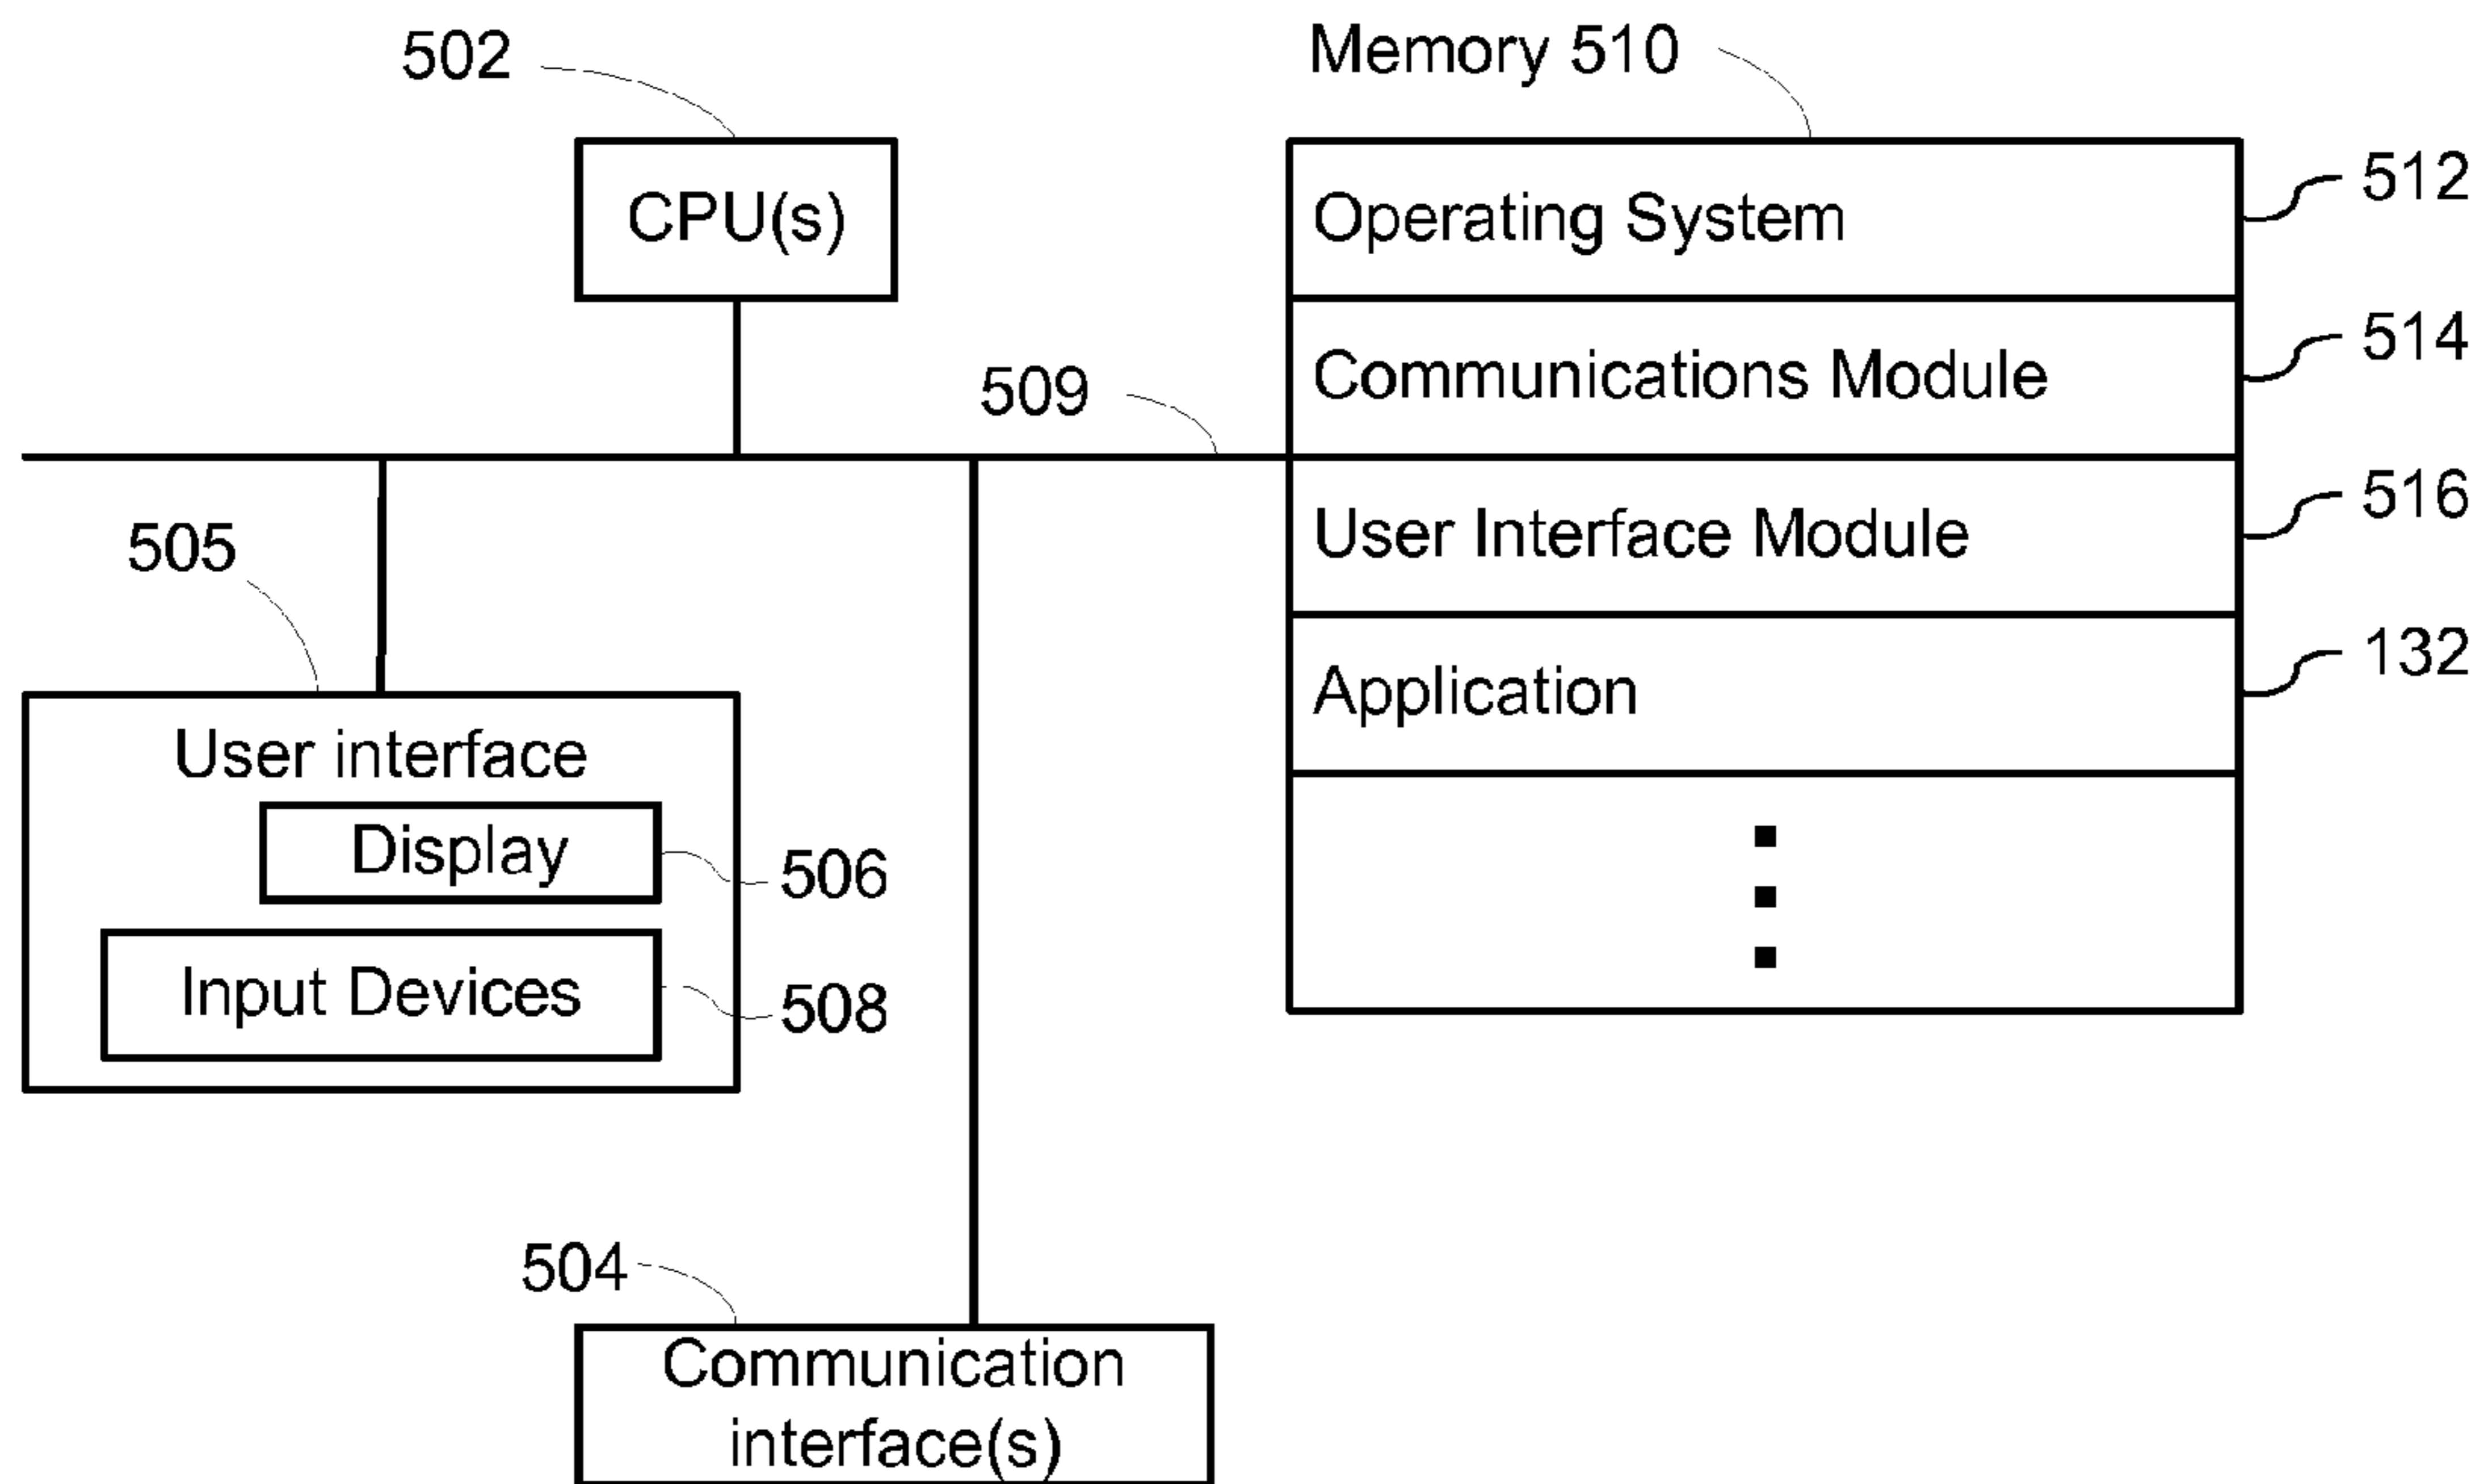 502
Memory 510
CPU(s)
Operating System
512
Communications Module
514
509
User Interface Module
516
505
Application
132
User interface
Display
506
Input Devices
508
504
Communication
interface(s)